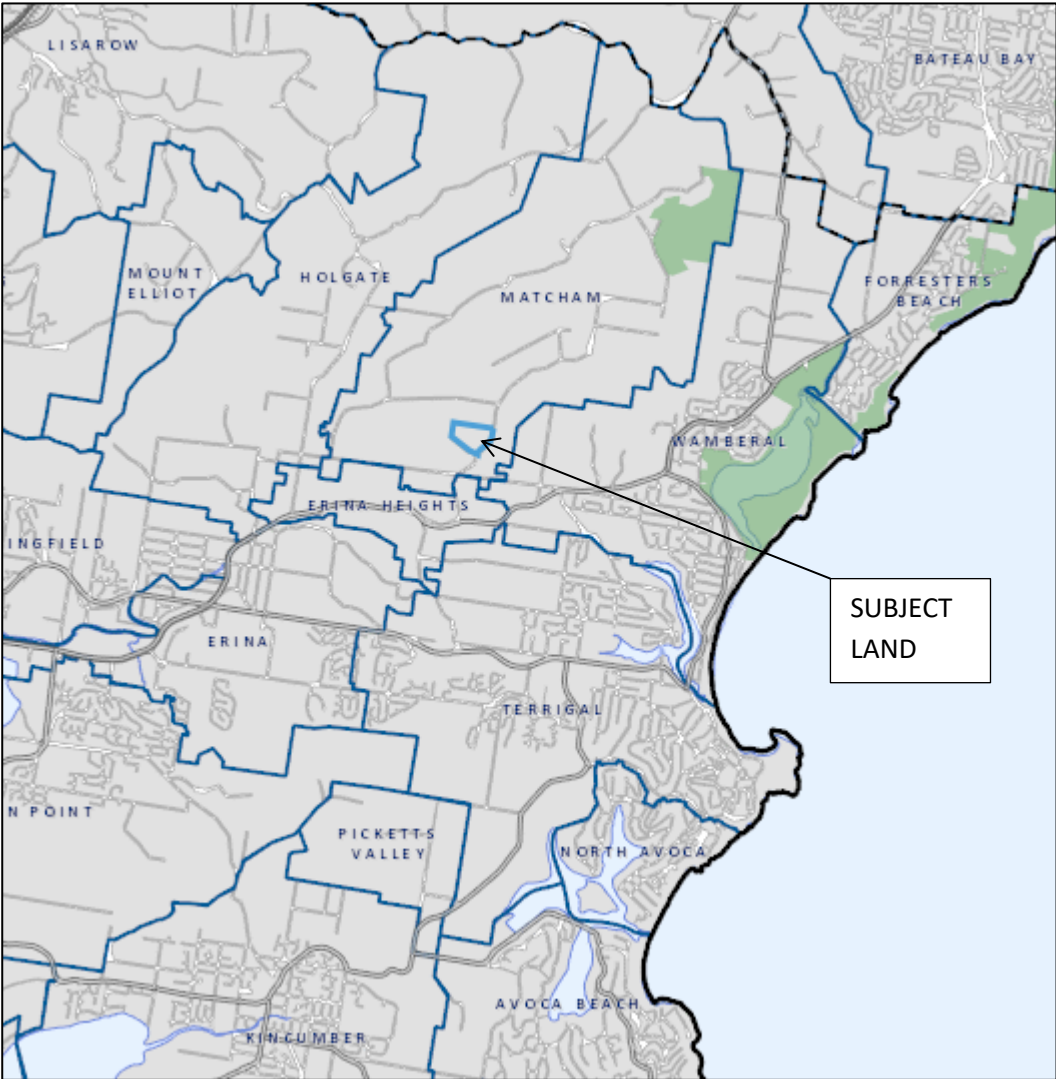 LISAROW
BATEAU BAY
MOUNT
ELLIOT
HOLGATE
MATCHAM
FORRESTERS
BEACH
WAMBERAL
ERINA HEIGHTS
INGFIELD
SUBJECT
LAND
ERINA
TERRIGAL
N POINT
PICKETTS
VALLEY
NORTH AVOCA
AVOCA BEACH
KINCUMBER